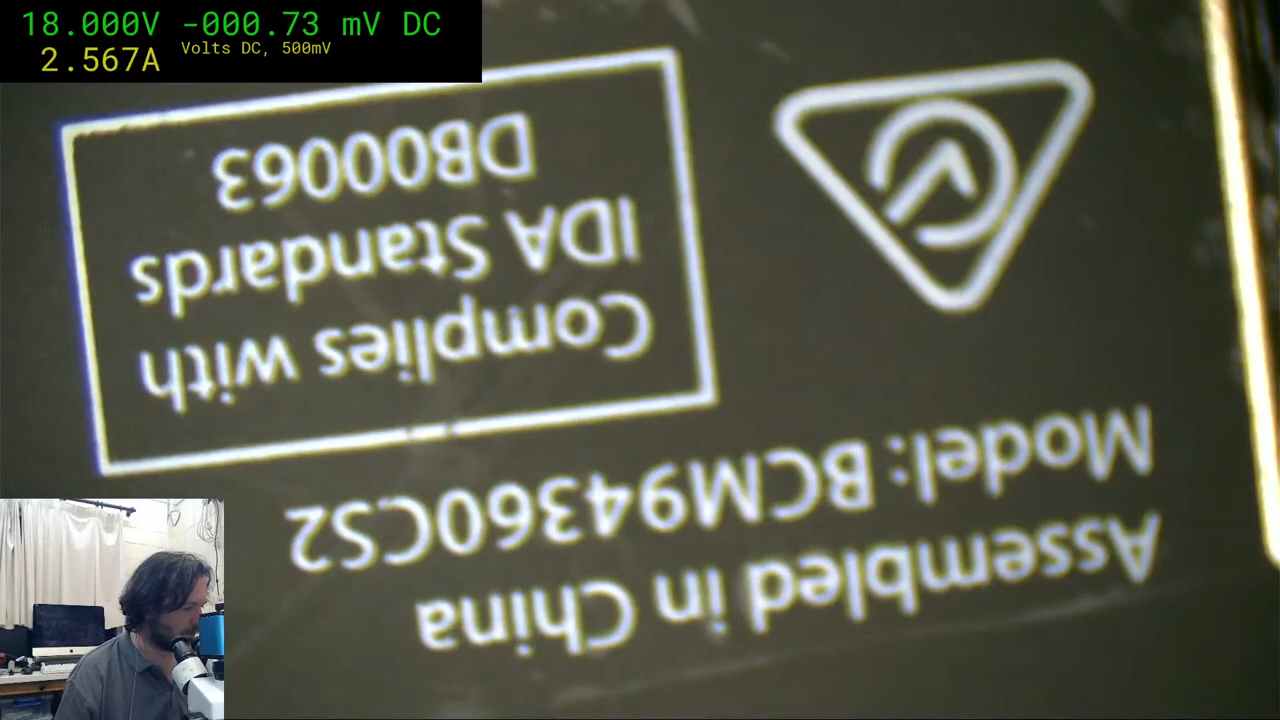 18.000V -000.73 mV DC
2.567A Volts DC, 500mV
Assembled in China
Model: BCM94360CS2
Complies with
IDA Standards
DB00063